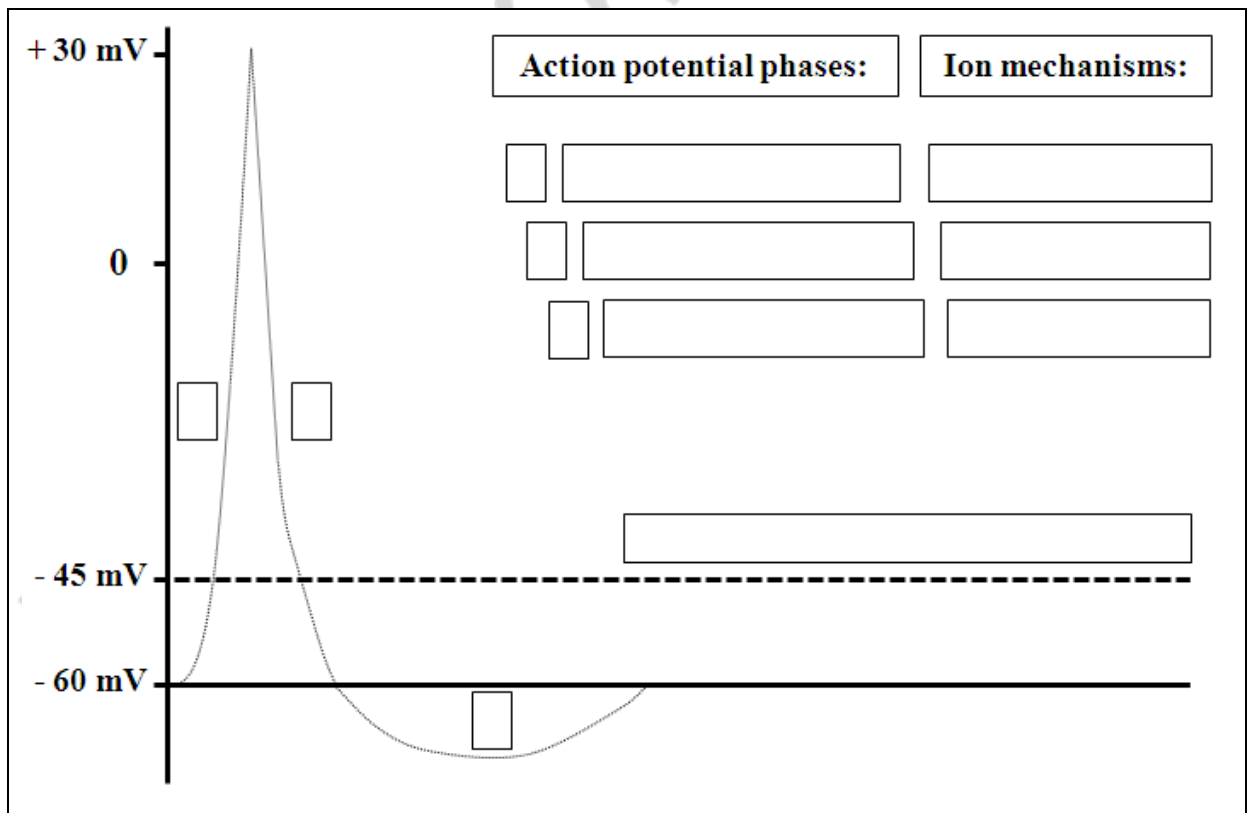 + 30 mV
Action potential phases:
Ion mechanisms:
0
- 45 mV
- 60 mV